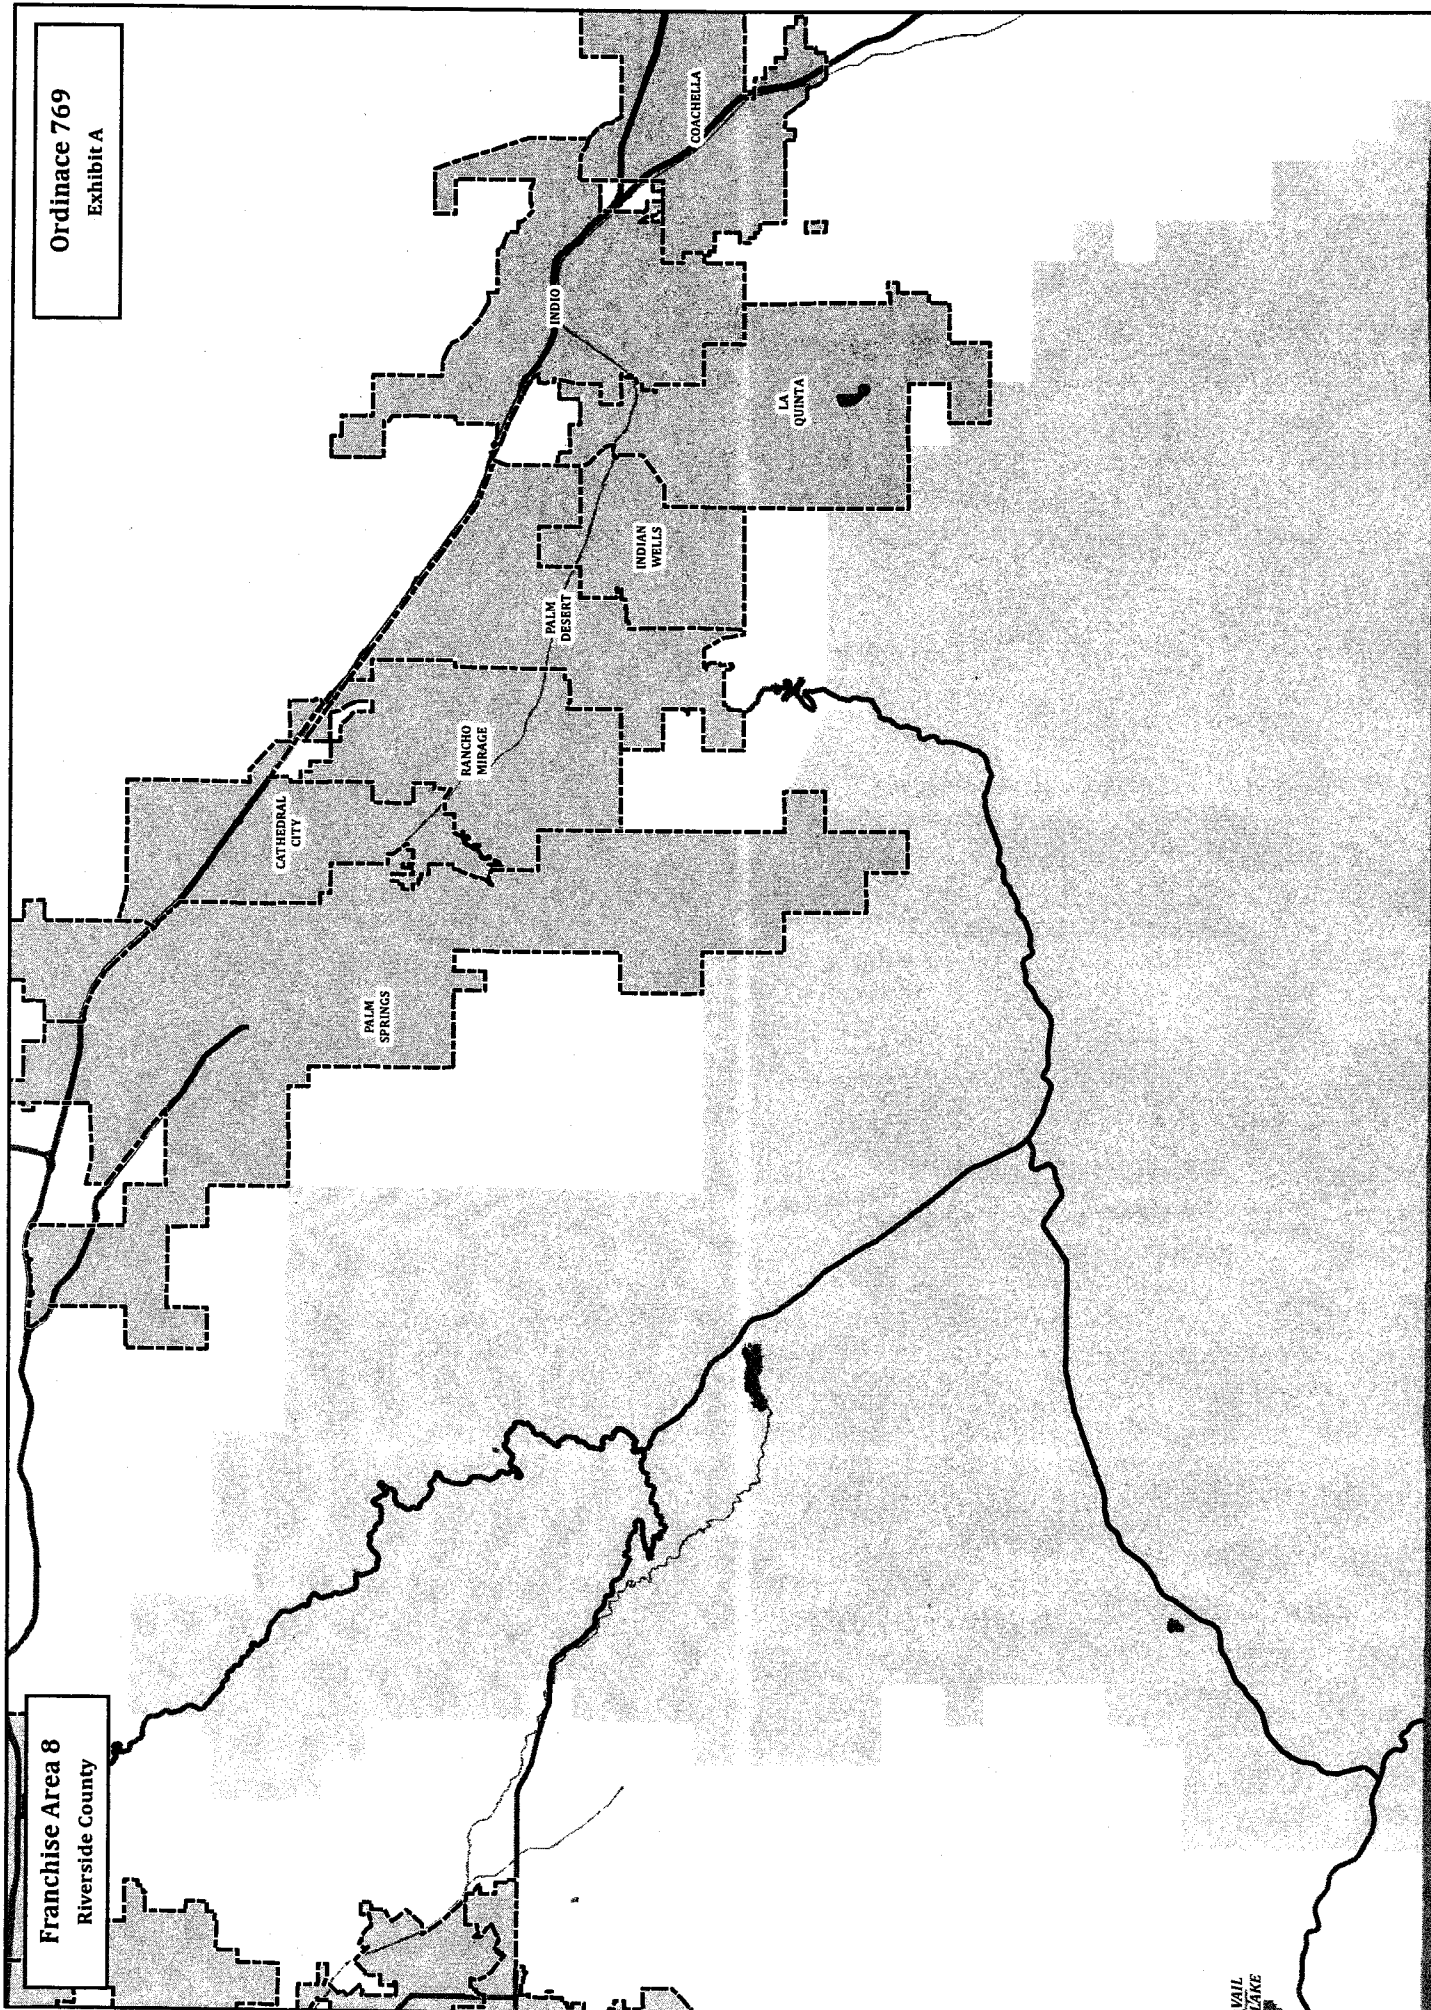 Franchise Area 8
Riverside County
Ordinace 769
Exhibit A
PALM
SPRINGS
CATHEDRAL
CITY
RANCHO
MIRAGE
PALM
DESERT
INDIAN
WELLS
INDIO
LA
QUINTA
COACHELLA
VAIL
LAKE